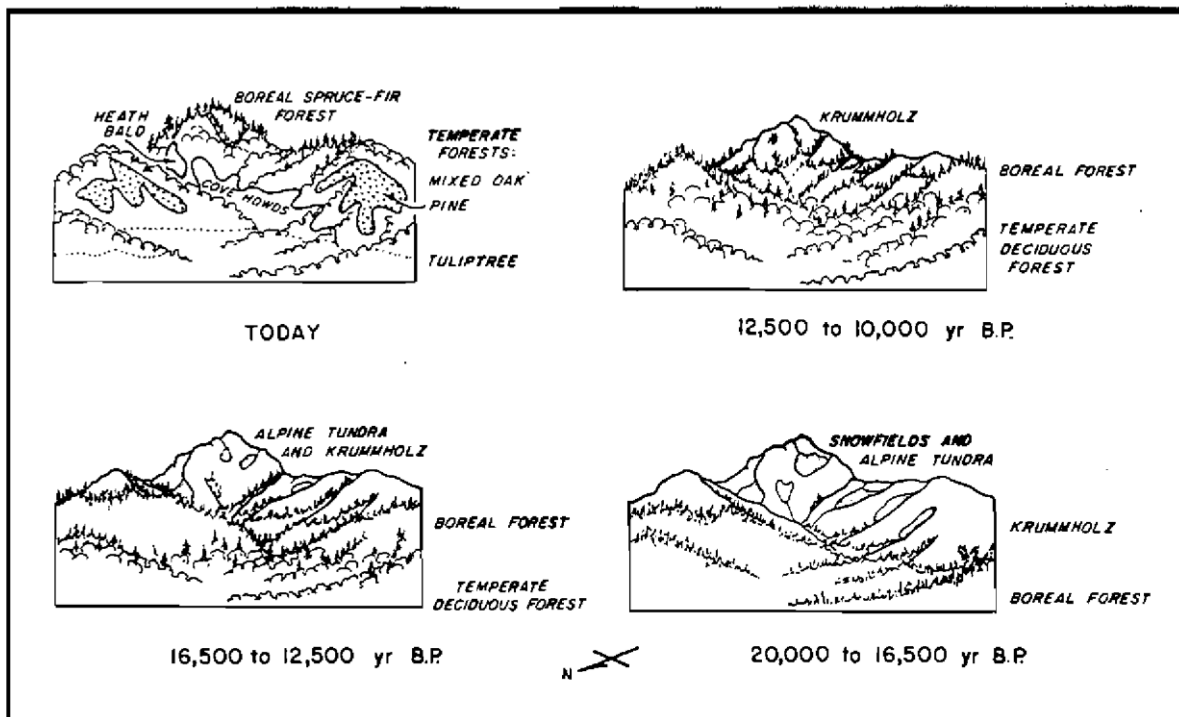 HEATH
BALD
BOREAL SPRUCE-FIR
FOREST
TEMPERATE
FORESTS:
MIXED OAK
PINE
COVE
HDWDS
TULIPTREE
TODAY
KRUMMHOLZ
BOREAL FOREST
TEMPERATE
DECIDUOUS
FOREST
12,500 to 10,000 yr B.P.
ALPINE TUNDRA
AND KRUMMHOLZ
BOREAL FOREST
TEMPERATE
DECIDUOUS FOREST
16,500 to 12,500 yr B.P.
N
SNOWFIELDS AND
ALPINE TUNDRA
KRUMMHOLZ
BOREAL FOREST
20,000 to 16,500 yr B.P.